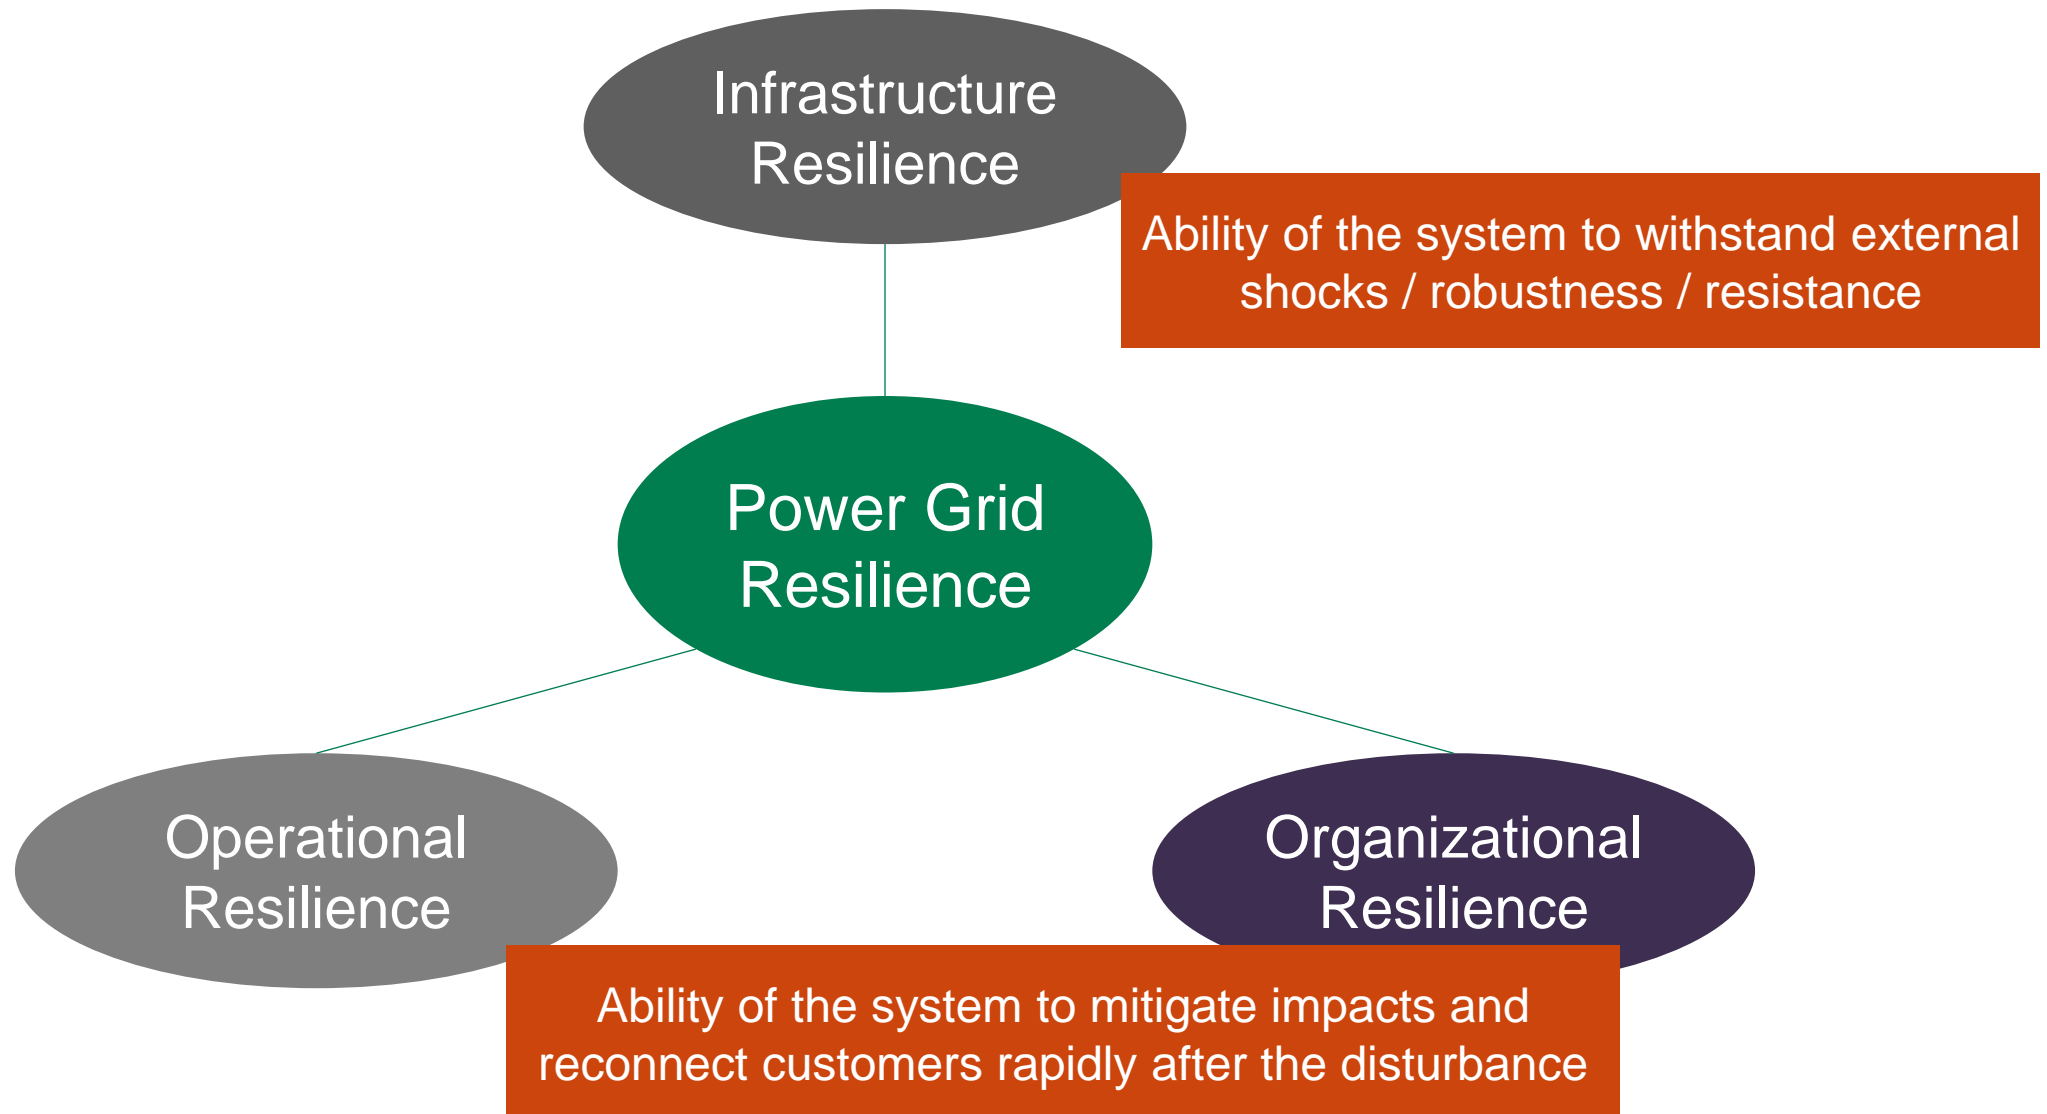 Infrastructure
Resilience
Ability of the system to withstand external
shocks / robustness / resistance
Power Grid
Resilience
Operational
Resilience
Organizational
Resilience
Ability of the system to mitigate impacts and
reconnect customers rapidly after the disturbance